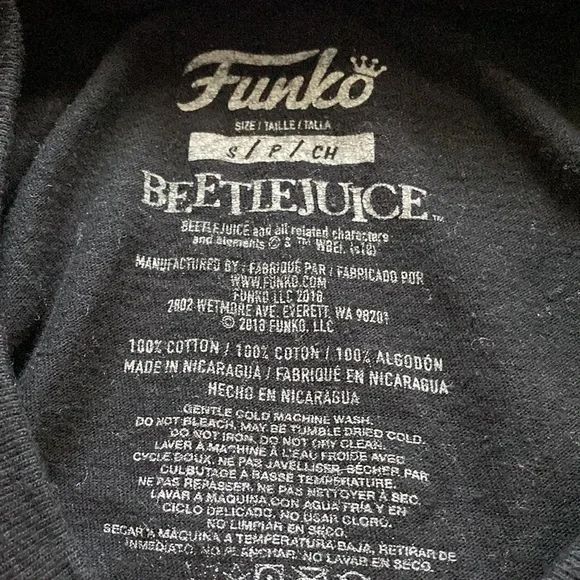 Funko
SIZE / TAILLE / TALLA
S / P / CH
BEETLEJUICE™
BEETLEJUICE and all related characters
and elements © & ™ WBEI. (s18)
MANUFACTURED BY / FABRIQUÉ PAR / FABRICADO POR
WWW.FUNKO.COM
FUNKO LLC 2018
2802 WETMORE AVE. EVERETT, WA 98201
© 2018 FUNKO, LLC
100% COTTON / 100% COTON / 100% ALGODÓN
MADE IN NICARAGUA / FABRIQUÉ EN NICARAGUA
HECHO EN NICARAGUA
GENTLE COLD MACHINE WASH.
DO NOT BLEACH. MAY BE TUMBLE DRIED COLD.
DO NOT IRON. DO NOT DRY CLEAN.
LAVER À MACHINE À L'EAU FROIDE AVEC
CYCLE DOUX. NE PAS JAVELLISER. SÉCHER PAR
CULBUTAGE À BASSE TEMPÉRATURE.
NE PAS REPASSER. NE PAS NETTOYER À SEC.
LAVAR A MÁQUINA CON AGUA FRÍA Y EN
CICLO DELICADO. NO USAR CLORO.
NO LIMPIAR EN SECO.
SECAR A MÁQUINA A TEMPERATURA BAJA, RETIRAR DE
INMEDIATO. NO PLANCHAR. NO LAVAR EN SECO.